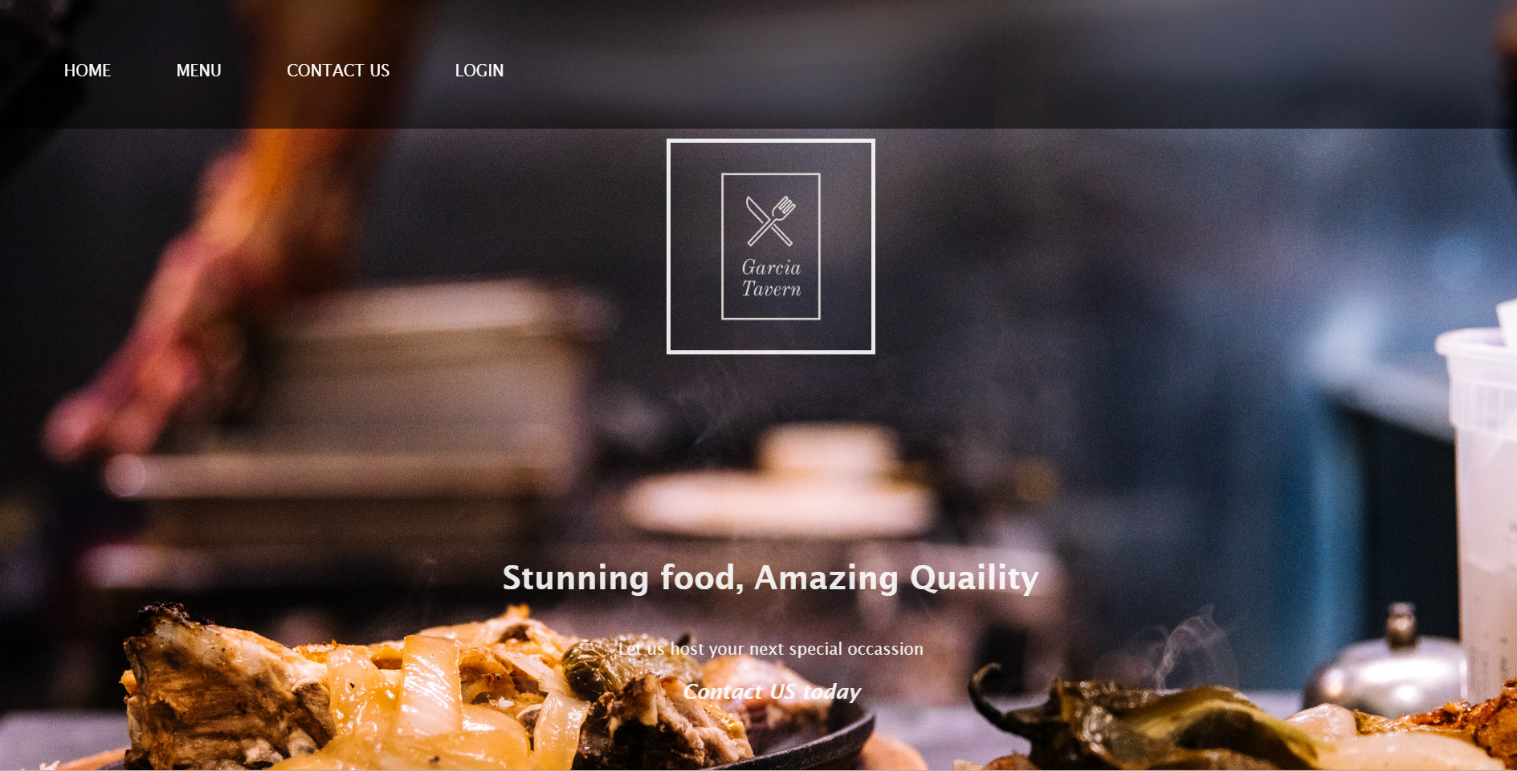 HOME MENU CONTACT US LOGIN
Garcia
Tavern
Stunning food, Amazing Quaility
Let us host your next special occassion
Contact US today